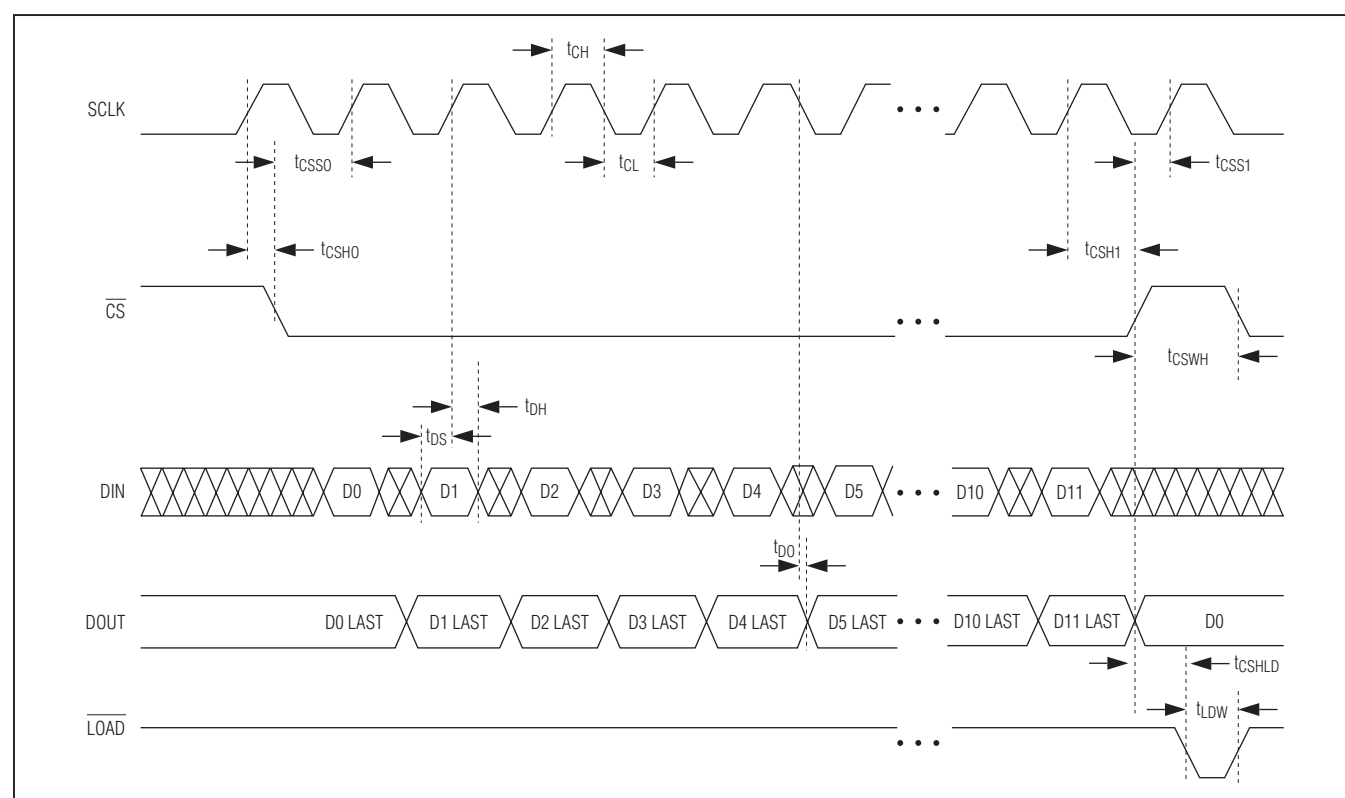 tCH
SCLK
tCSS0
tCL
tCSS1
tCSH0
tCSH1
CS
tCSWH
tDH
tDS
DIN D0 D1 D2 D3 D4 D5 D10 D11
tDO
DOUT D0 LAST D1 LAST D2 LAST D3 LAST D4 LAST D5 LAST D10 LAST D11 LAST D0
tCSHLD
tLDW
LOAD